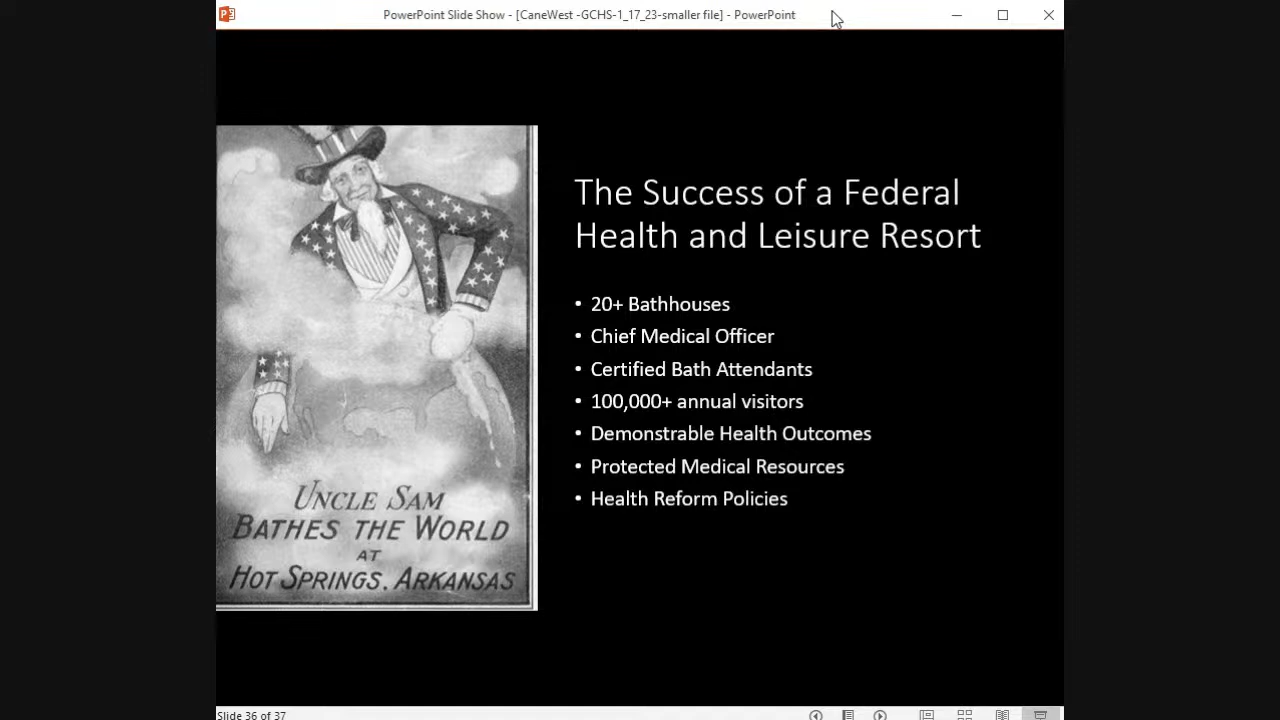 PowerPoint Slide Show - [CaneWest -GCHS-1_17_23-smaller file] - PowerPoint
The Success of a Federal
Health and Leisure Resort
• 20+ Bathhouses
• Chief Medical Officer
• Certified Bath Attendants
• 100,000+ annual visitors
• Demonstrable Health Outcomes
• Protected Medical Resources
• Health Reform Policies
UNCLE SAM
BATHES THE WORLD
AT
HOT SPRINGS, ARKANSAS
Slide 36 of 37